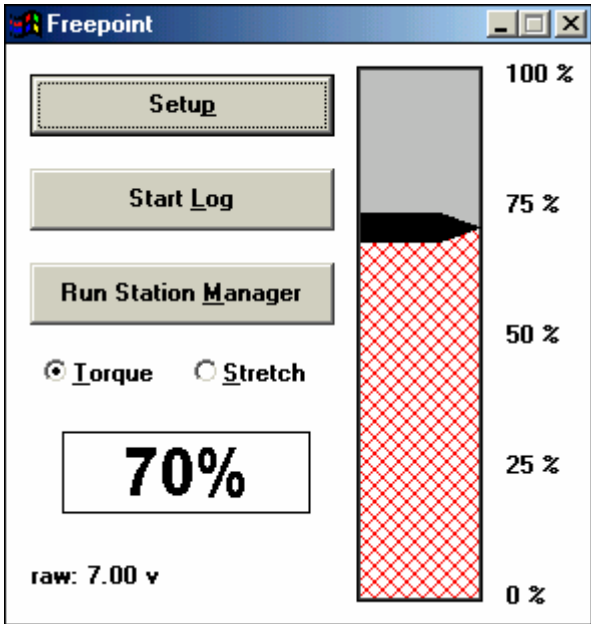 Freepoint
Setup
Start Log
Run Station Manager
Torque Stretch
70%
raw: 7.00 v
100 %
75 %
50 %
25 %
0 %